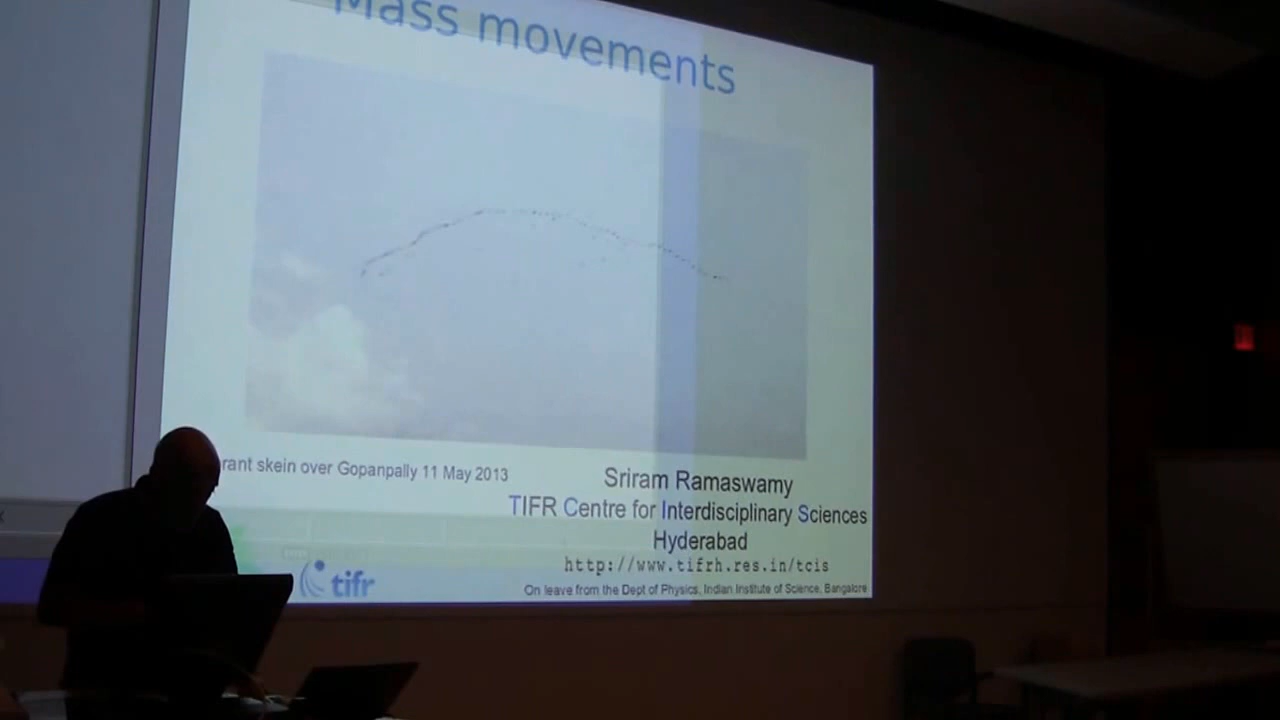 Mass movements
rant skein over Gopanpally 11 May 2013
Sriram Ramaswamy
TIFR Centre for Interdisciplinary Sciences
Hyderabad
http://www.tifrh.res.in/tcis
tifr
On leave from the Dept of Physics, Indian Institute of Science, Bangalore